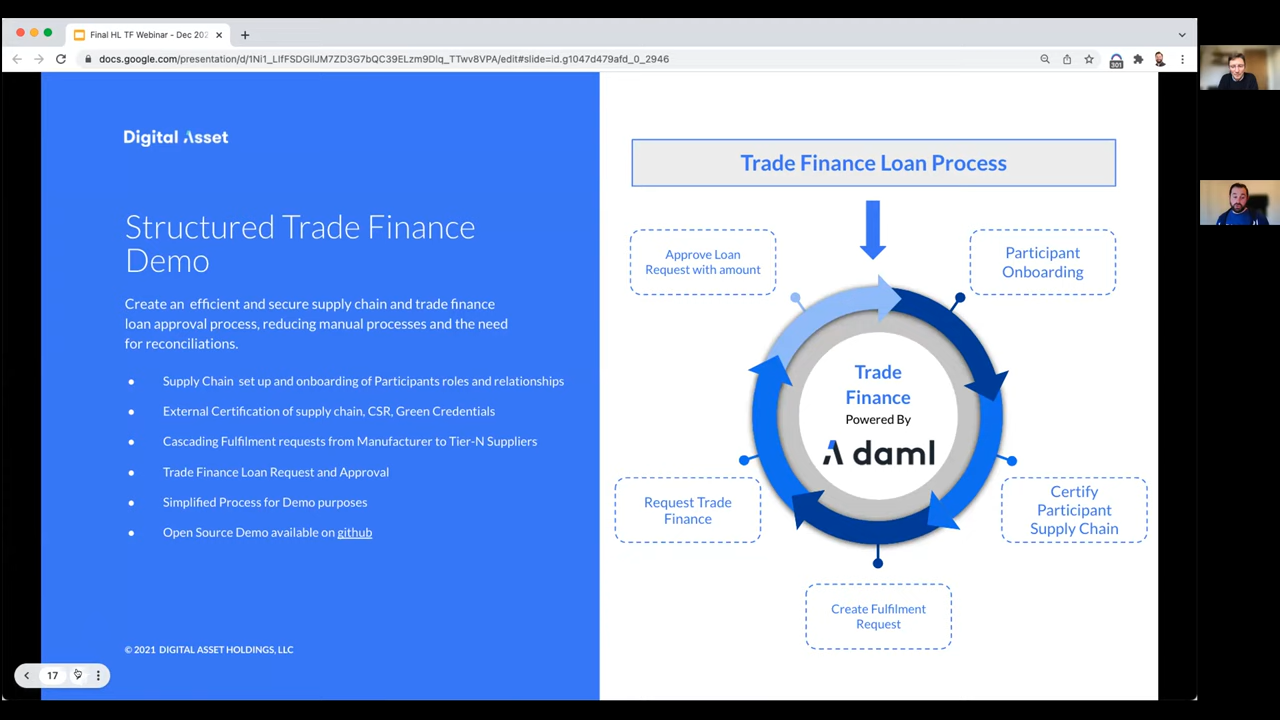 Final HL TF Webinar - Dec 202
docs.google.com/presentation/d/1Ni1_LIfFSDGIlJM7ZD3G7bQC39ELzm9Dlq_TTwv8VPA/edit#slide=id.g1047d479afd_0_2946
301
Digital Asset
Structured Trade Finance
Demo
Create an efficient and secure supply chain and trade finance
loan approval process, reducing manual processes and the need
for reconciliations.
● Supply Chain set up and onboarding of Participants roles and relationships
● External Certification of supply chain, CSR, Green Credentials
● Cascading Fulfilment requests from Manufacturer to Tier-N Suppliers
● Trade Finance Loan Request and Approval
● Simplified Process for Demo purposes
● Open Source Demo available on github
© 2021 DIGITAL ASSET HOLDINGS, LLC
17
Trade Finance Loan Process
Approve Loan
Request with amount
Participant
Onboarding
Trade
Finance
Powered By
daml
Request Trade
Finance
Certify
Participant
Supply Chain
Create Fulfilment
Request